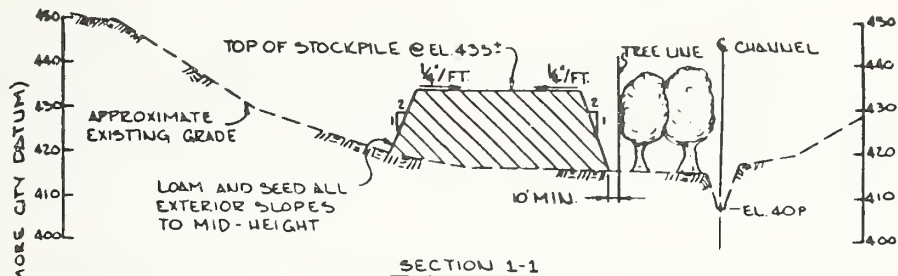 450
440
430
420
410
400
MORE CITY DATUM)
TOP OF STOCKPILE @ EL. 435±
1/4"/FT.
1/4"/FT.
TREE LINE
℄ CHANNEL
APPROXIMATE
EXISTING GRADE
2
1
2
1
LOAM AND SEED ALL
EXTERIOR SLOPES
TO MID-HEIGHT
10' MIN.
EL. 40P
450
440
430
420
410
400
SECTION 1-1